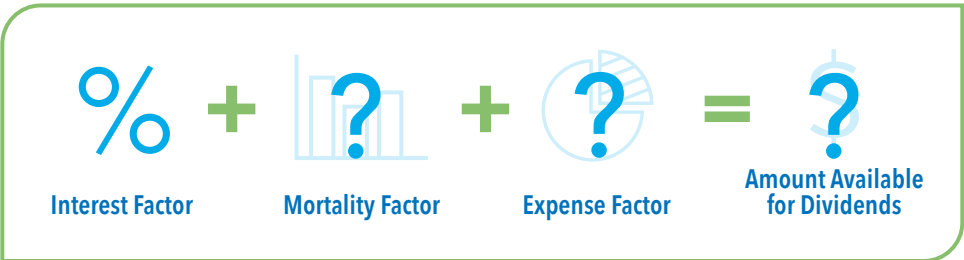 % + ? + ? = $ ?
Interest Factor
Mortality Factor
Expense Factor
Amount Available
for Dividends